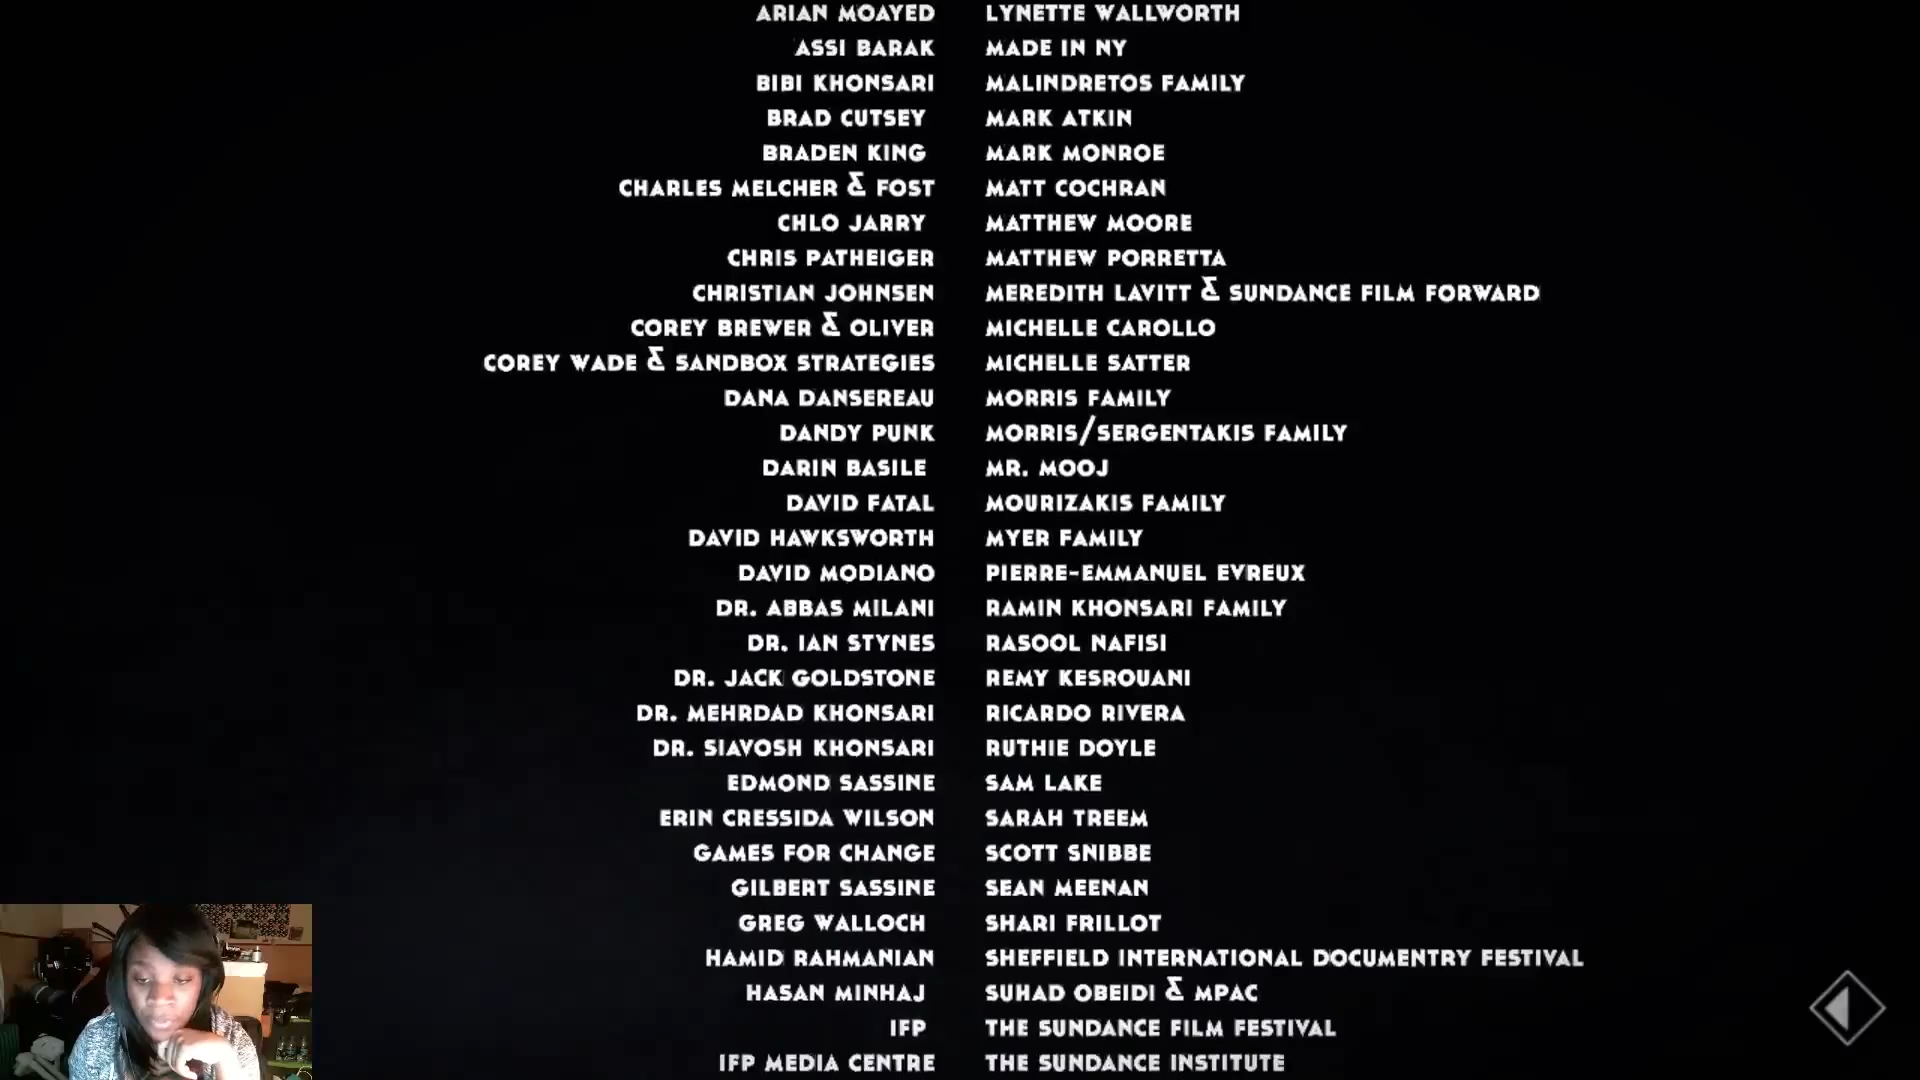 ARIAN MOAYED
ASSI BARAK
BIBI KHONSARI
BRAD CUTSEY
BRADEN KING
CHARLES MELCHER & FOST
CHLO JARRY
CHRIS PATHEIGER
CHRISTIAN JOHNSEN
COREY BREWER & OLIVER
COREY WADE & SANDBOX STRATEGIES
DANA DANSEREAU
DANDY PUNK
DARIN BASILE
DAVID FATAL
DAVID HAWKSWORTH
DAVID MODIANO
DR. ABBAS MILANI
DR. IAN STYNES
DR. JACK GOLDSTONE
DR. MEHRDAD KHONSARI
DR. SIAVOSH KHONSARI
EDMOND SASSINE
ERIN CRESSIDA WILSON
GAMES FOR CHANGE
GILBERT SASSINE
GREG WALLOCH
HAMID RAHMANIAN
HASAN MINHAJ
IFP
IFP MEDIA CENTRE
LYNETTE WALLWORTH
MADE IN NY
MALINDRETOS FAMILY
MARK ATKIN
MARK MONROE
MATT COCHRAN
MATTHEW MOORE
MATTHEW PORRETTA
MEREDITH LAVITT & SUNDANCE FILM FORWARD
MICHELLE CAROLLO
MICHELLE SATTER
MORRIS FAMILY
MORRIS/SERGENTAKIS FAMILY
MR. MOOJ
MOURIZAKIS FAMILY
MYER FAMILY
PIERRE-EMMANUEL EVREUX
RAMIN KHONSARI FAMILY
RASOOL NAFISI
REMY KESROUANI
RICARDO RIVERA
RUTHIE DOYLE
SAM LAKE
SARAH TREEM
SCOTT SNIBBE
SEAN MEENAN
SHARI FRILLOT
SHEFFIELD INTERNATIONAL DOCUMENTRY FESTIVAL
SUHAD OBEIDI & MPAC
THE SUNDANCE FILM FESTIVAL
THE SUNDANCE INSTITUTE